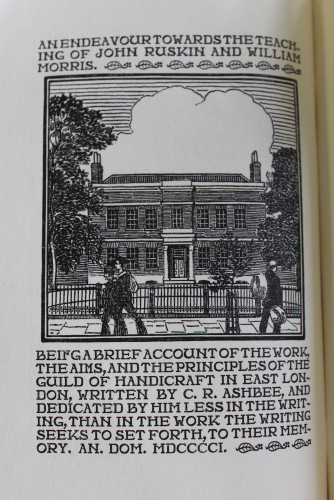 AN ENDEAVOUR TOWARDS THE TEACH-
ING OF JOHN RUSKIN AND WILLIAM
MORRIS.
BEING A BRIEF ACCOUNT OF THE WORK,
THE AIMS, AND THE PRINCIPLES OF THE
GUILD OF HANDICRAFT IN EAST LON-
DON, WRITTEN BY C. R. ASHBEE, AND
DEDICATED BY HIM LESS IN THE WRIT-
ING, THAN IN THE WORK THE WRITING
SEEKS TO SET FORTH, TO THEIR MEM-
ORY. AN. DOM. MDCCCCI.